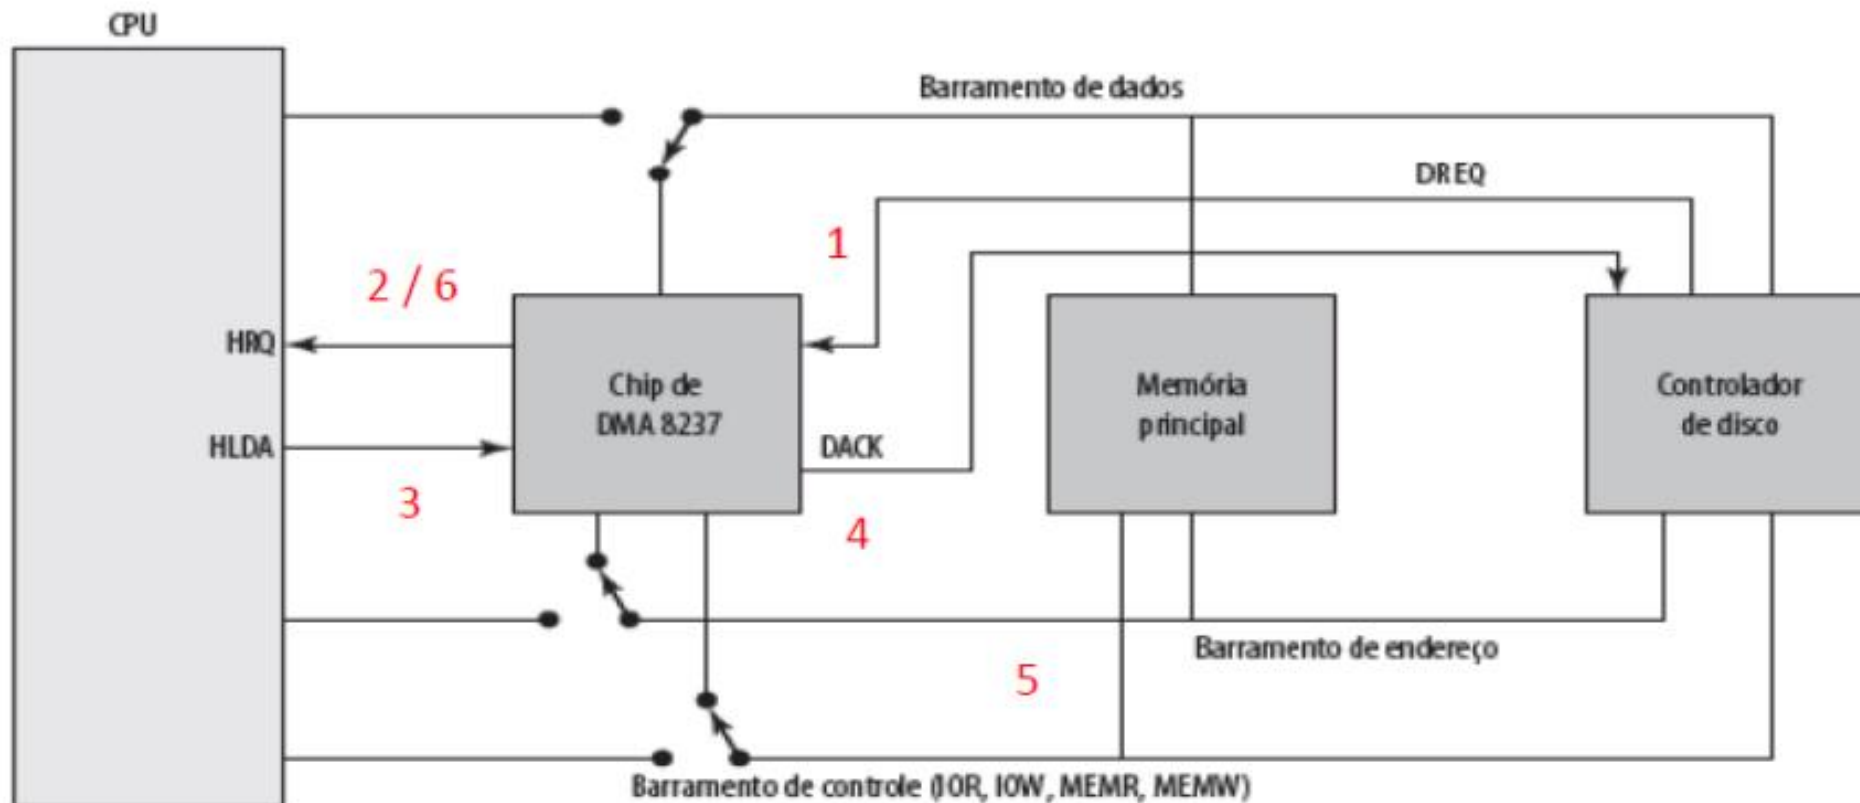 CPU
Barramento de dados
DREQ
1
2 / 6
HRQ
Chip de
DMA 8237
Memória
principal
Controlador
de disco
HLDA
DACK
3
4
Barramento de endereço
5
Barramento de controle (IOR, IOW, MEMR, MEMW)